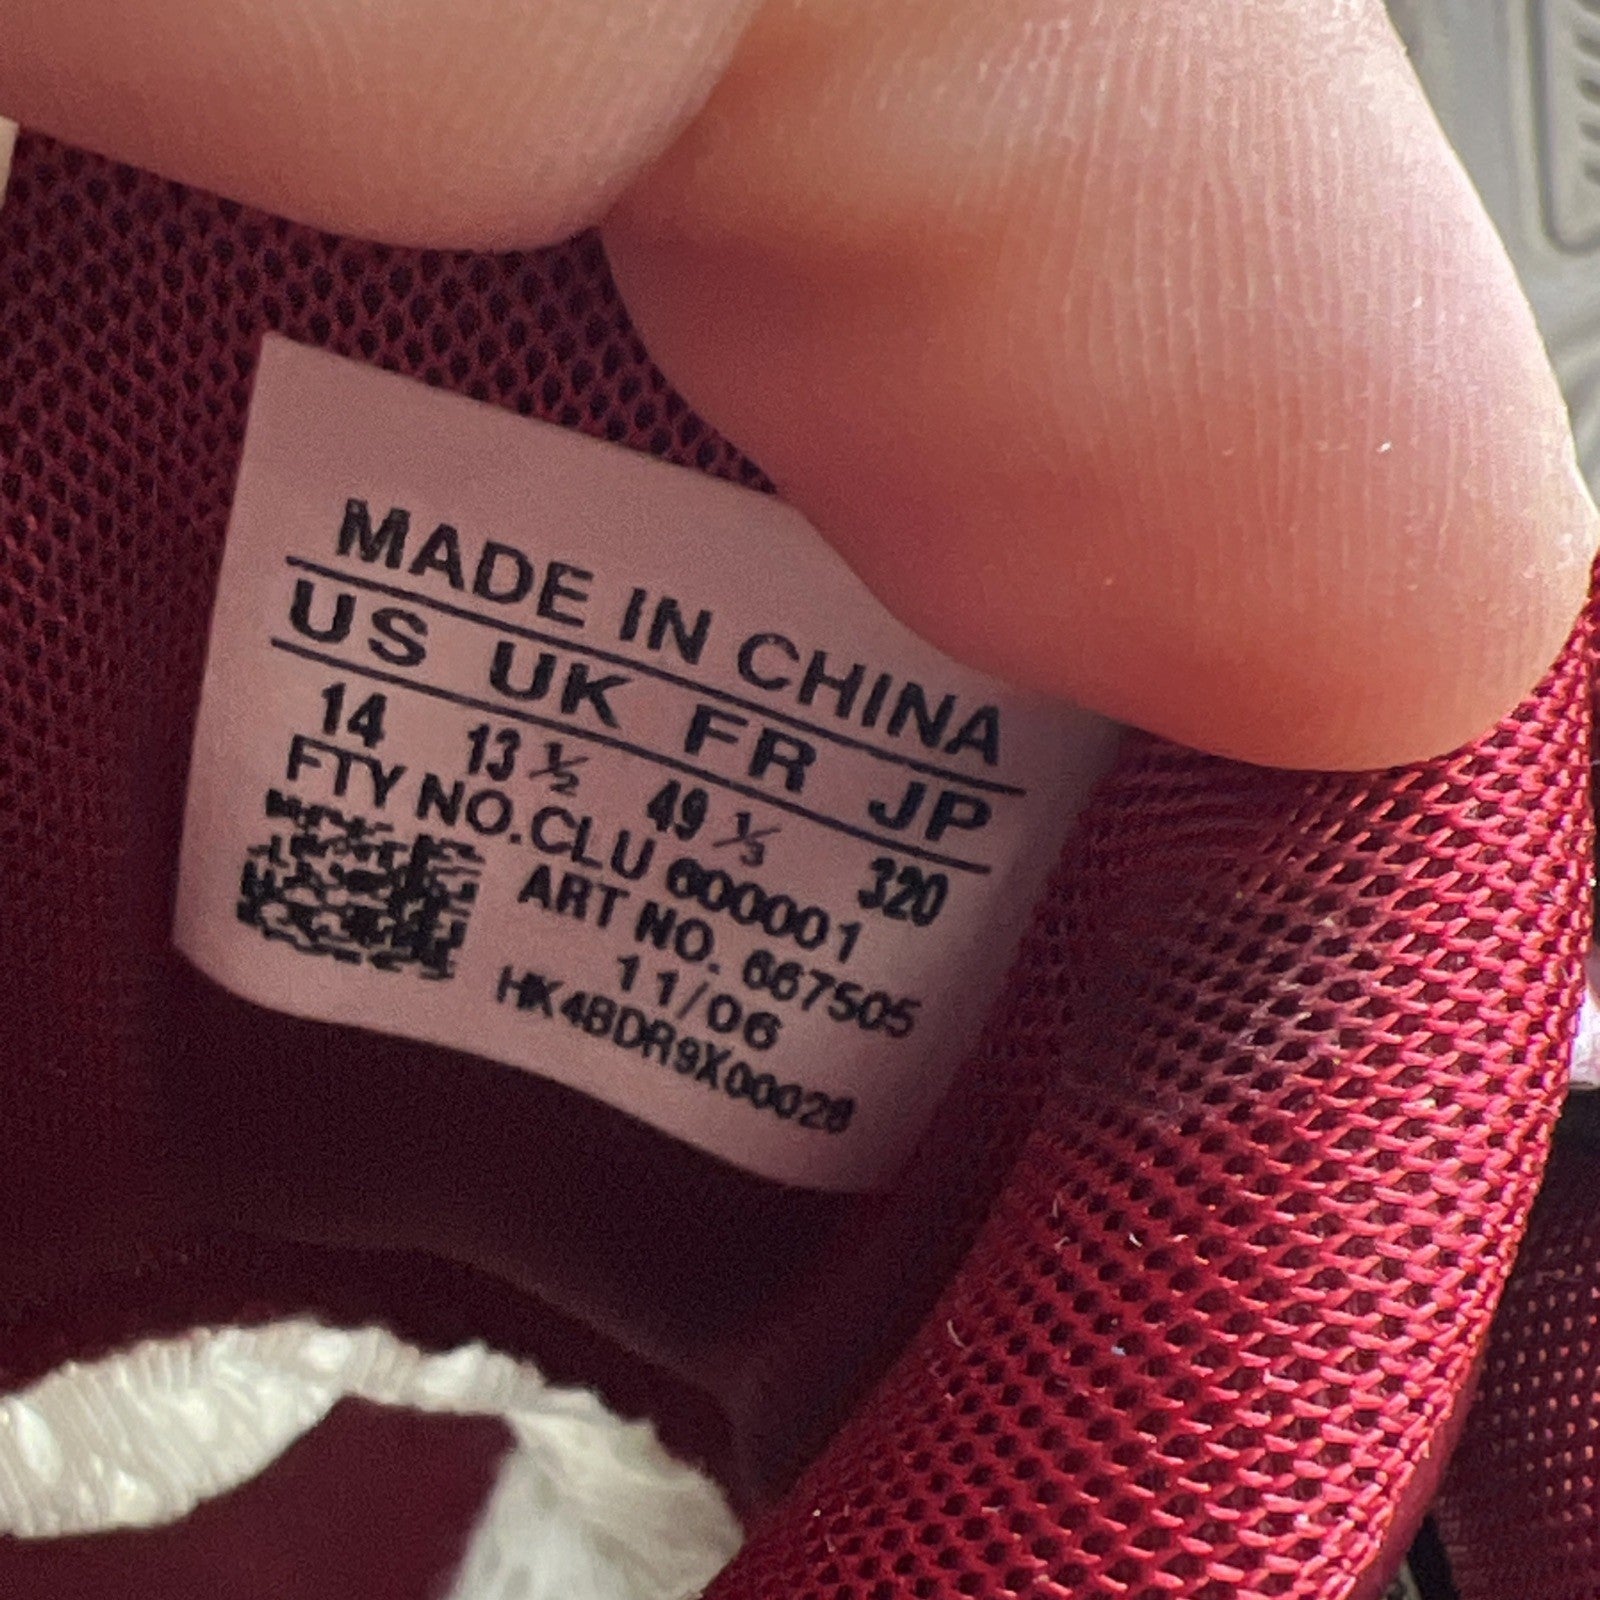 MADE IN CHINA
US UK FR JP
14 13 ½ 49 ⅓ 320
FTY NO.CLU 600001
ART NO. 667505
11/06
HK4BDR9X00028